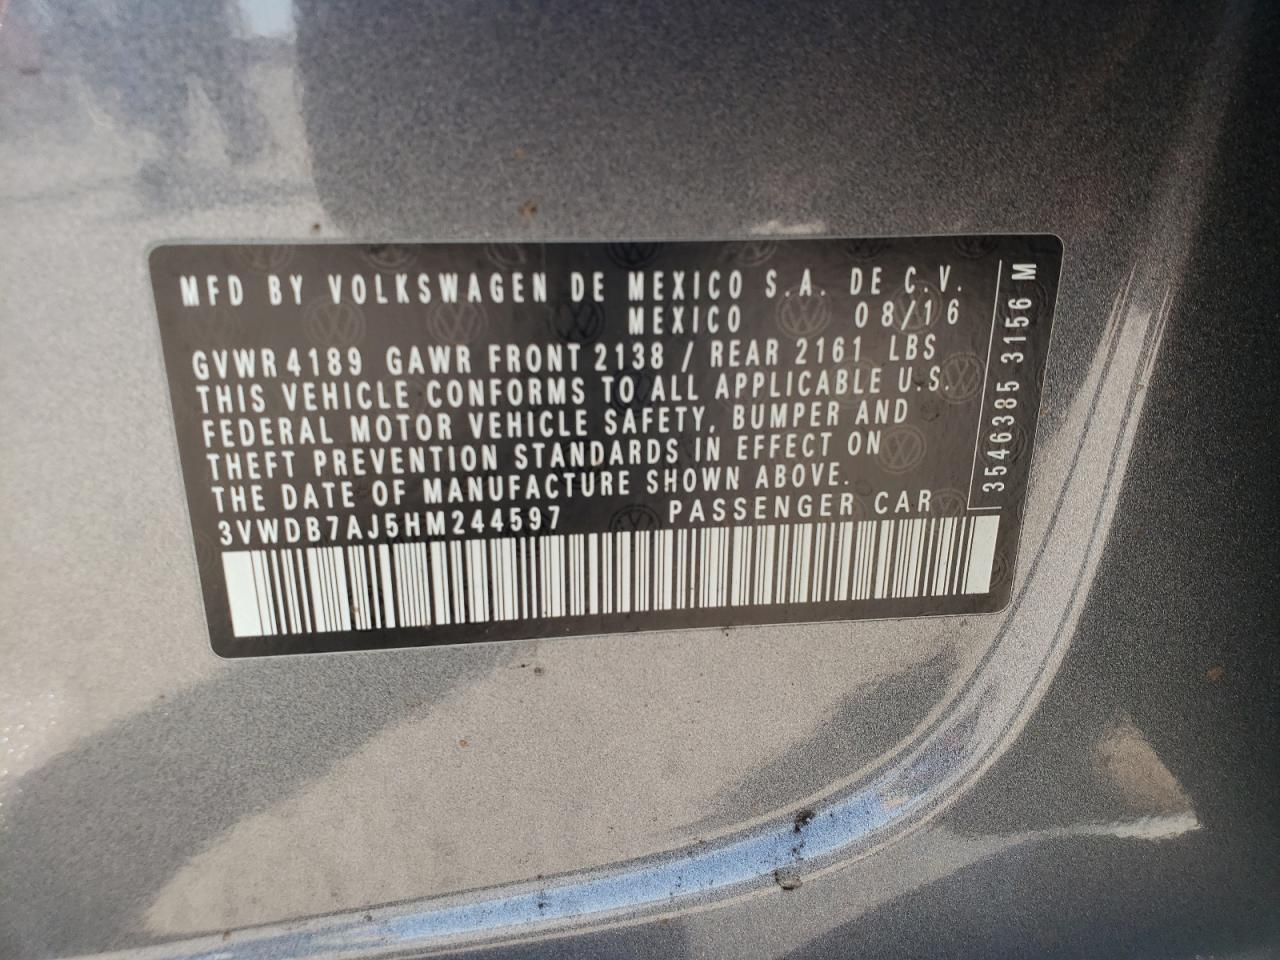 MFD BY VOLKSWAGEN DE MEXICO S.A. DE C.V.
MEXICO 08/16
GVWR 4189 GAWR FRONT 2138 / REAR 2161 LBS
THIS VEHICLE CONFORMS TO ALL APPLICABLE U.S.
FEDERAL MOTOR VEHICLE SAFETY, BUMPER AND
THEFT PREVENTION STANDARDS IN EFFECT ON
THE DATE OF MANUFACTURE SHOWN ABOVE.
3VWDB7AJ5HM244597 PASSENGER CAR
3546385 3156 M